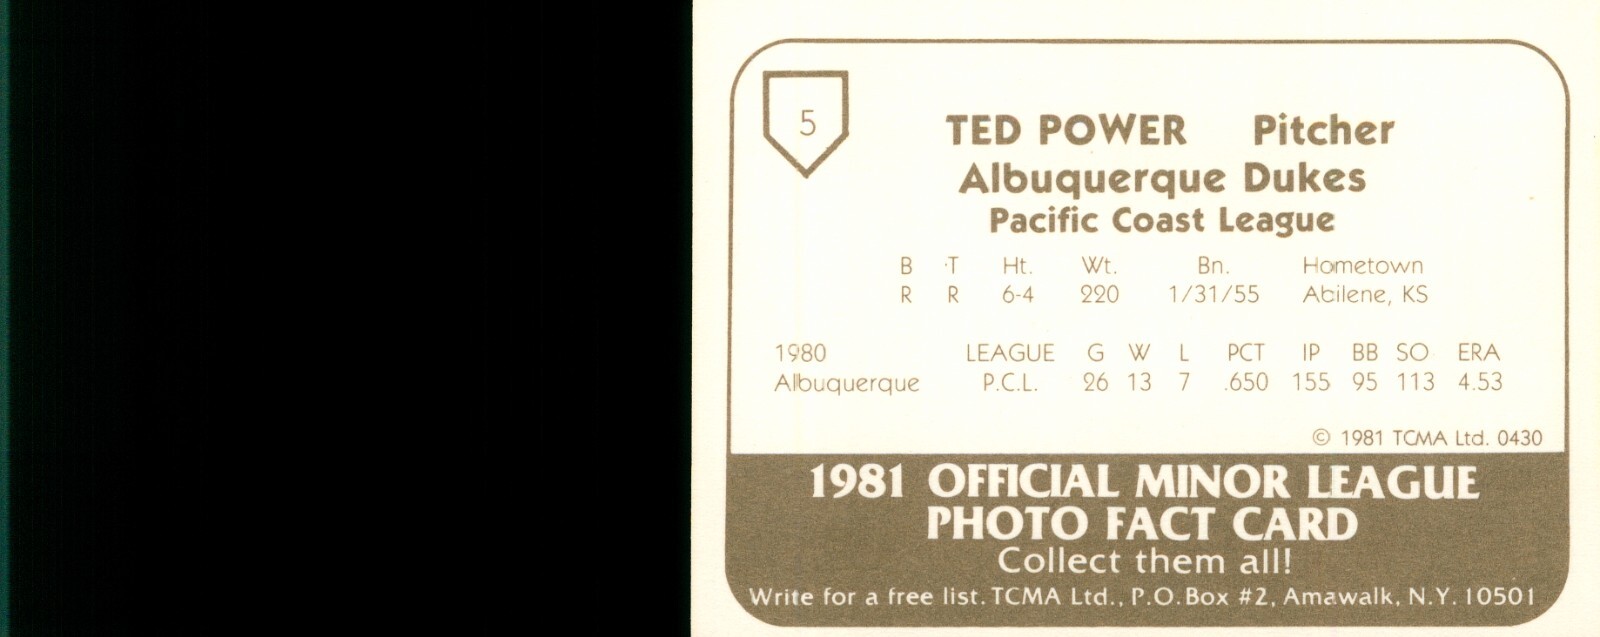 5
TED POWER Pitcher
Albuquerque Dukes
Pacific Coast League
B T Ht. Wt. Bn. Hometown
R R 6-4 220 1/31/55 Abilene, KS
1980 LEAGUE G W L PCT IP BB SO ERA
Albuquerque P.C.L. 26 13 7 .650 155 95 113 4.53
© 1981 TCMA Ltd. 0430
1981 OFFICIAL MINOR LEAGUE
PHOTO FACT CARD
Collect them all!
Write for a free list. TCMA Ltd., P.O. Box #2, Amawalk, N.Y. 10501